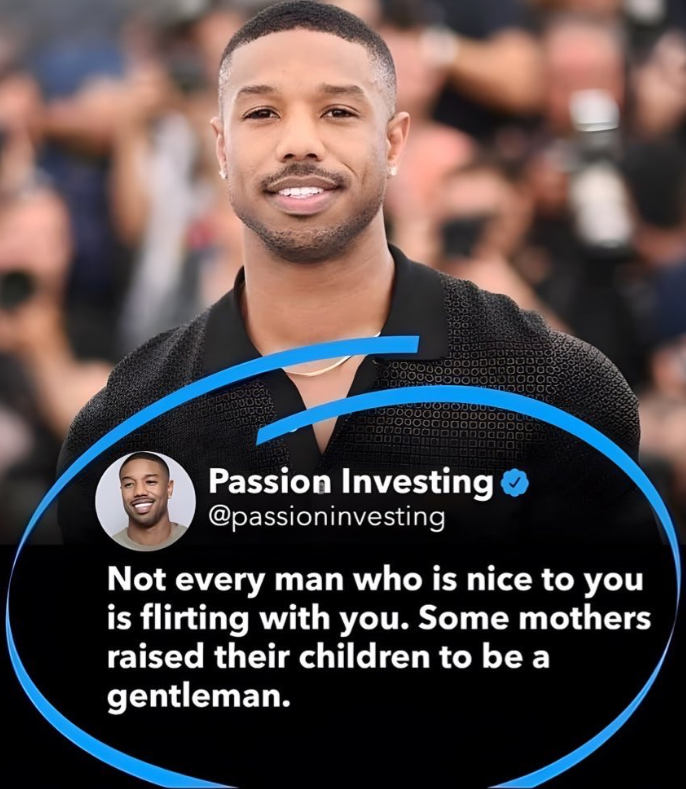 Passion Investing
@passioninvesting
Not every man who is nice to you
is flirting with you. Some mothers
raised their children to be a
gentleman.